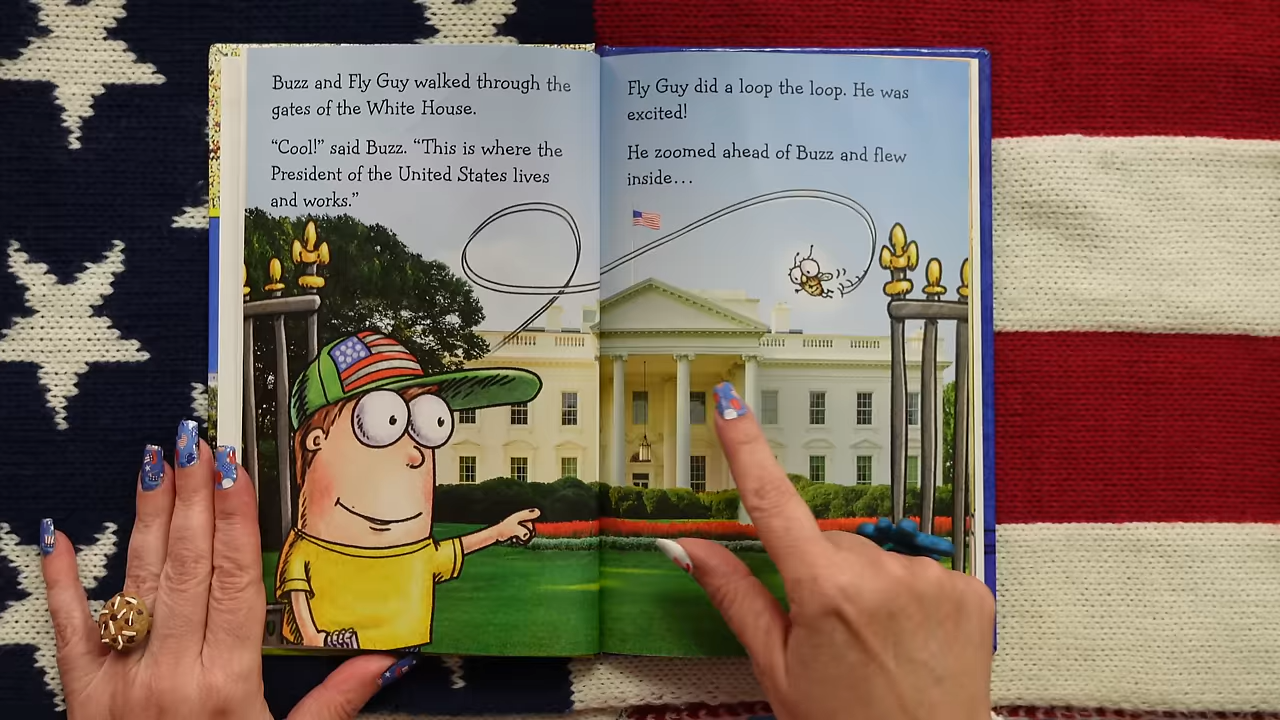 Buzz and Fly Guy walked through the
gates of the White House.
“Cool!” said Buzz. “This is where the
President of the United States lives
and works.”
Fly Guy did a loop the loop. He was
excited!
He zoomed ahead of Buzz and flew
inside...